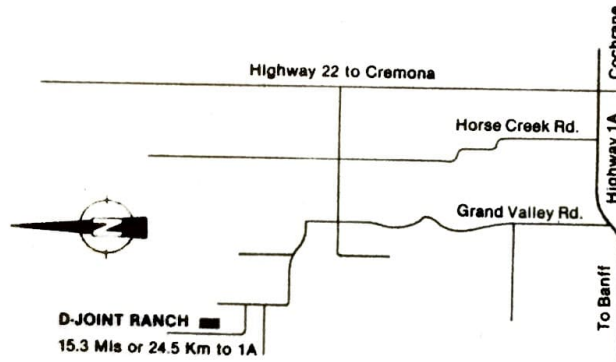 Cochrane
Highway 22 to Cremona
Highway 1A
Horse Creek Rd.
Grand Valley Rd.
N
To Banff
D-JOINT RANCH
15.3 Mls or 24.5 Km to 1A